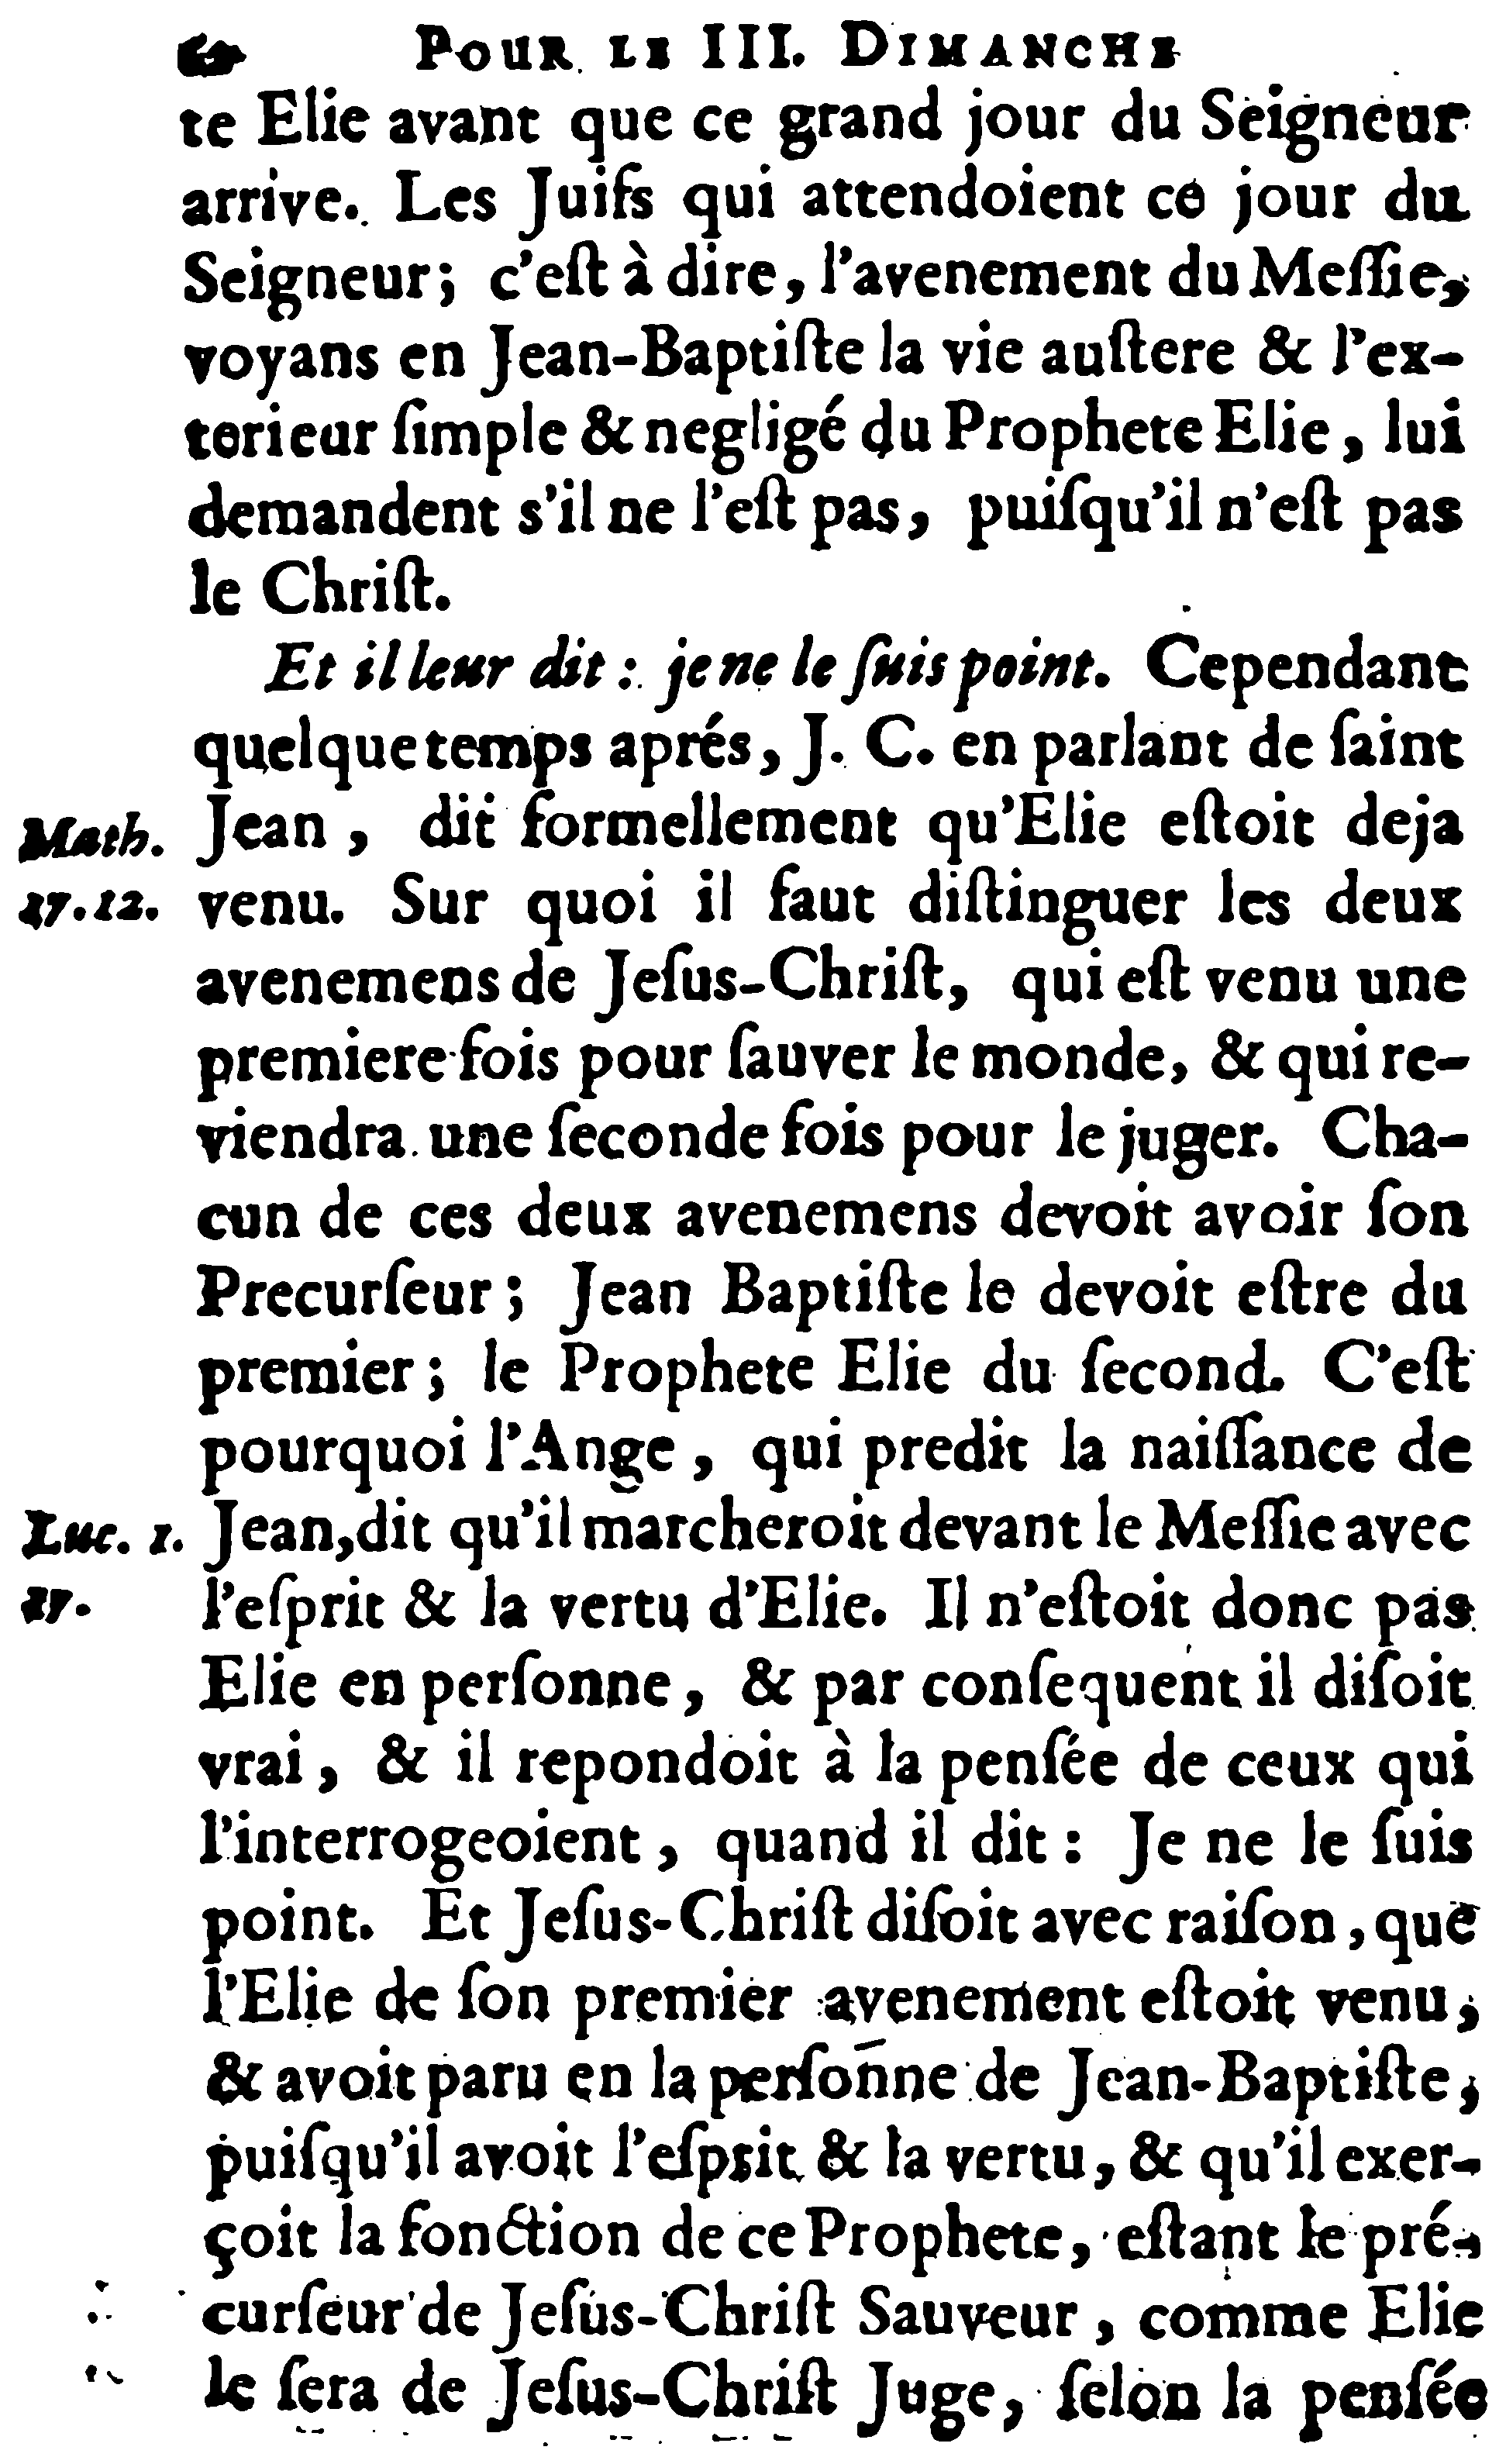 60 POUR LE III. DIMANCHE
te Elie avant que ce grand jour du Seigneur
arrive. Les Juifs qui attendoient ce jour du
Seigneur; c'eſt à dire, l'avenement du Meſſie,
voyans en Jean-Baptiſte la vie auſtere & l'ex-
terieur ſimple & negligé du Prophete Elie, lui
demandent s'il ne l'eſt pas, puiſqu'il n'eſt pas
le Chriſt.
Et il leur dit : je ne le ſuis point. Cependant
quelque temps aprés, J. C. en parlant de ſaint
Math. Jean, dit formellement qu'Elie eſtoit deja
17.12. venu. Sur quoi il faut diſtinguer les deux
avenemens de Jeſus-Chriſt, qui eſt venu une
premiere fois pour ſauver le monde, & qui re-
viendra une ſeconde fois pour le juger. Cha-
cun de ces deux avenemens devoit avoir ſon
Precurſeur; Jean Baptiſte le devoit eſtre du
premier; le Prophete Elie du ſecond. C'eſt
pourquoi l'Ange, qui predit la naiſſance de
Luc. 1. Jean, dit qu'il marcheroit devant le Meſſie avec
17. l'eſprit & la vertu d'Elie. Il n'eſtoit donc pas
Elie en perſonne, & par conſequent il diſoit
vrai, & il repondoit à la penſée de ceux qui
l'interrogeoient, quand il dit : Je ne le ſuis
point. Et Jeſus-Chriſt diſoit avec raiſon, que
l'Elie de ſon premier avenement eſtoit venu,
& avoit paru en la perſonne de Jean-Baptiſte,
puiſqu'il avoit l'eſprit & la vertu, & qu'il exer-
çoit la fonction de ce Prophete, eſtant le pré-
curſeur de Jeſus-Chriſt Sauveur, comme Elie
le ſera de Jeſus-Chriſt Juge, ſelon la penſée